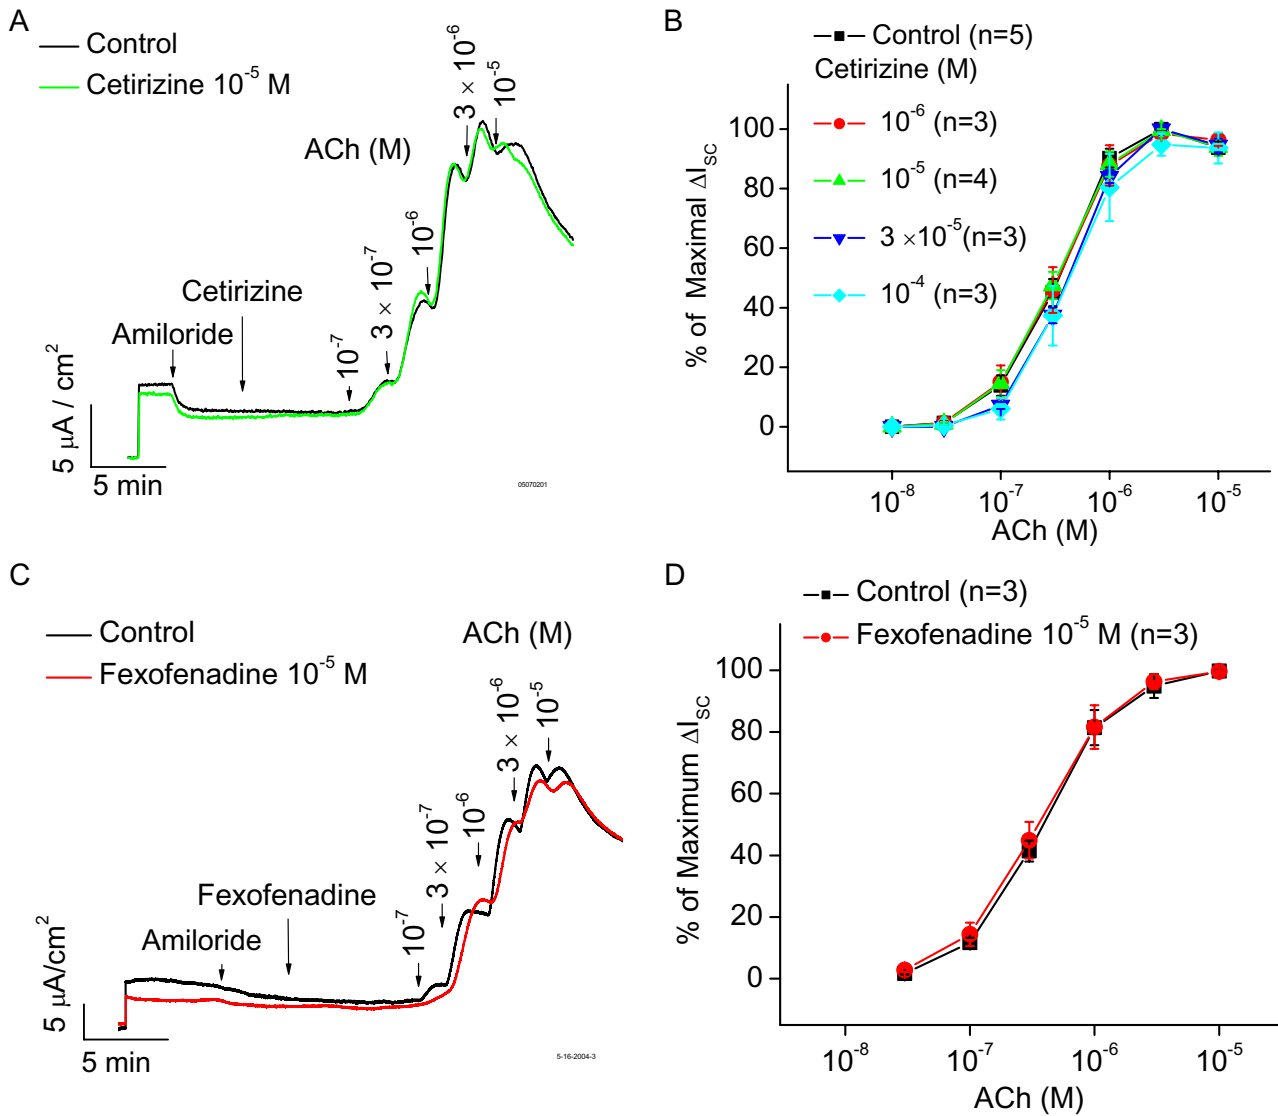 A
Control
Cetirizine 10⁻⁵ M
ACh (M)
3 × 10⁻⁶
10⁻⁵
10⁻⁶
3 × 10⁻⁷
10⁻⁷
Cetirizine
Amiloride
5 μA / cm²
5 min
05070201
B
Control (n=5)
Cetirizine (M)
10⁻⁶ (n=3)
10⁻⁵ (n=4)
3 ×10⁻⁵(n=3)
10⁻⁴ (n=3)
% of Maximal ΔI_SC
100
80
60
40
20
0
10⁻⁸ 10⁻⁷ 10⁻⁶ 10⁻⁵
ACh (M)
C
Control
Fexofenadine 10⁻⁵ M
ACh (M)
3 × 10⁻⁶
10⁻⁵
10⁻⁶
3 × 10⁻⁷
10⁻⁷
Fexofenadine
Amiloride
5 μA/cm²
5 min
5-16-2004-3
D
Control (n=3)
Fexofenadine 10⁻⁵ M (n=3)
% of Maximum ΔI_SC
100
80
60
40
20
0
10⁻⁸ 10⁻⁷ 10⁻⁶ 10⁻⁵
ACh (M)